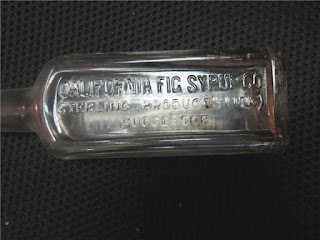 CALIFORNIA FIG SYRUP CO
STERLING PRODUCTS (INC)
SUCCESSOR